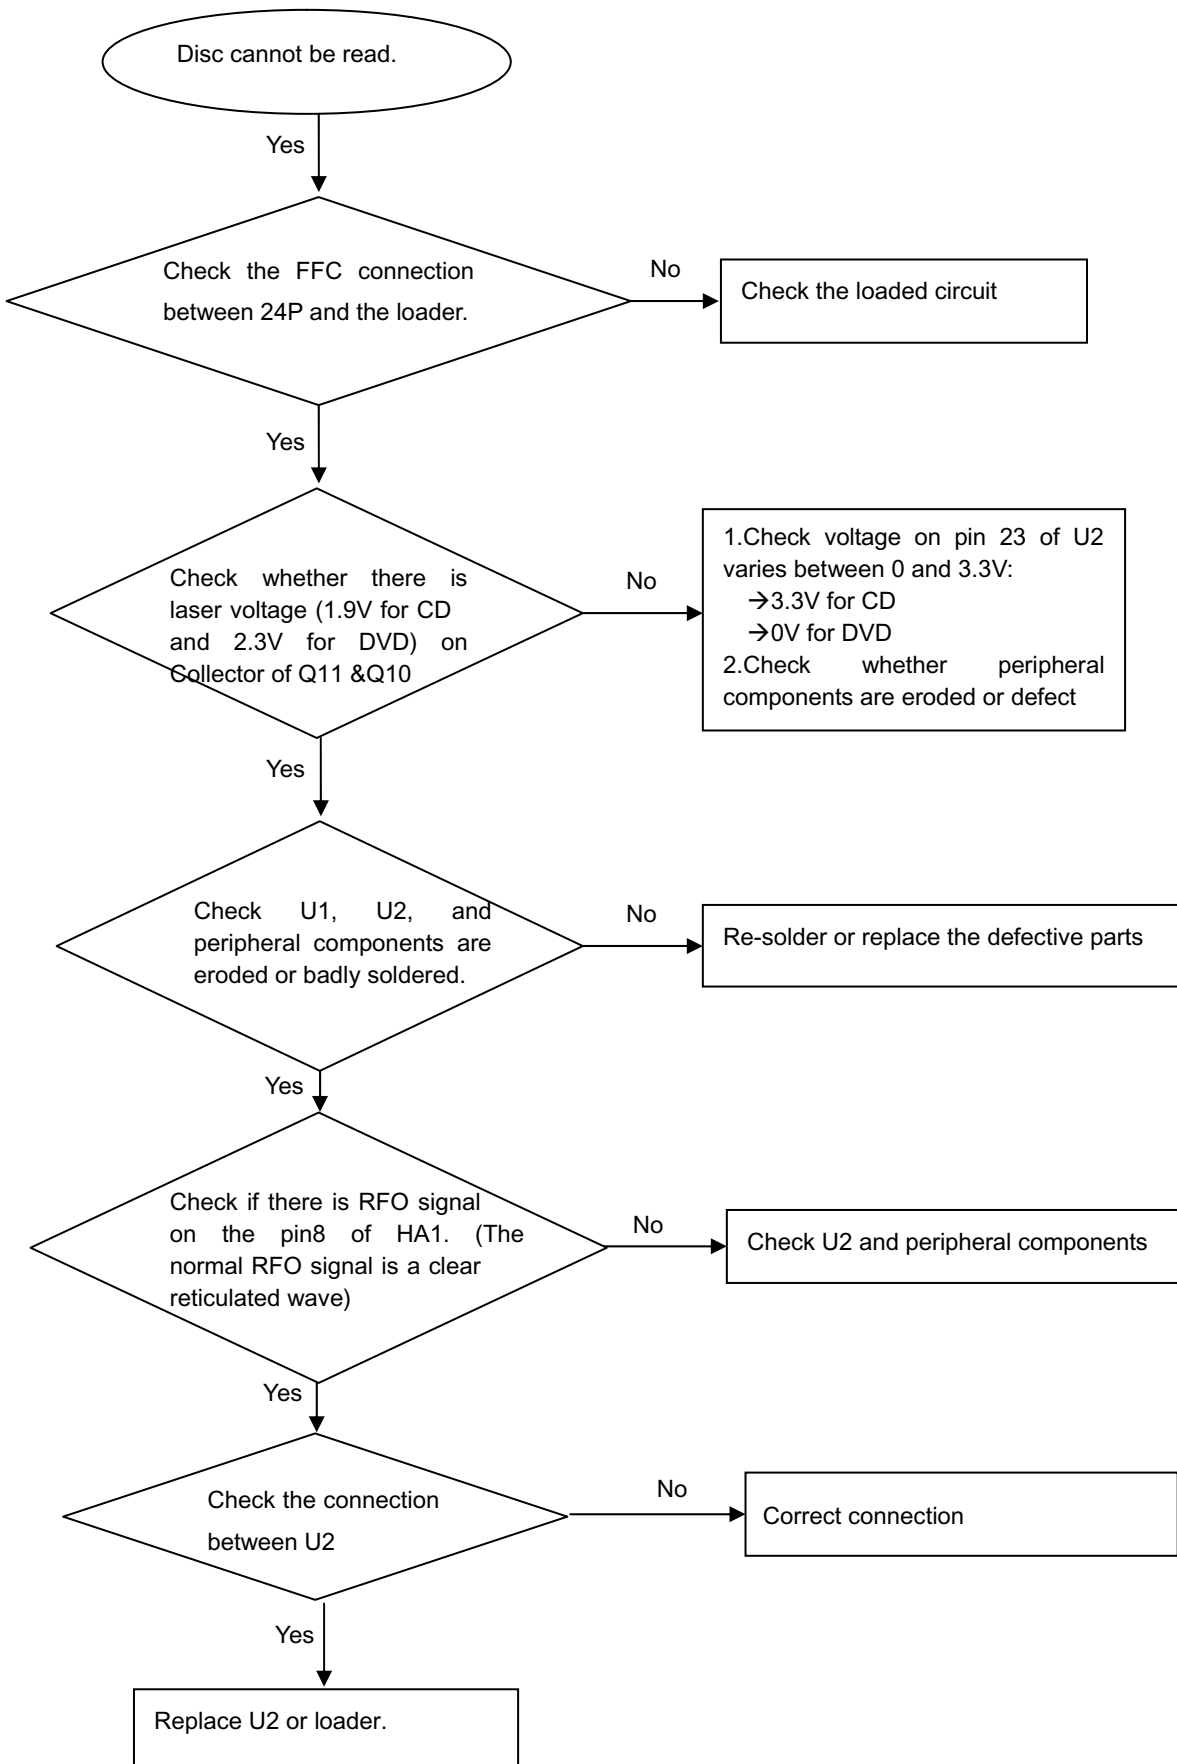 Disc cannot be read.
Yes
Check the FFC connection
between 24P and the loader.
No
Check the loaded circuit
Yes
Check whether there is
laser voltage (1.9V for CD
and 2.3V for DVD) on
Collector of Q11 &Q10
No
1.Check voltage on pin 23 of U2
varies between 0 and 3.3V:
→3.3V for CD
→0V for DVD
2.Check whether peripheral
components are eroded or defect
Yes
Check U1, U2, and
peripheral components are
eroded or badly soldered.
No
Re-solder or replace the defective parts
Yes
Check if there is RFO signal
on the pin8 of HA1. (The
normal RFO signal is a clear
reticulated wave)
No
Check U2 and peripheral components
Yes
Check the connection
between U2
No
Correct connection
Yes
Replace U2 or loader.